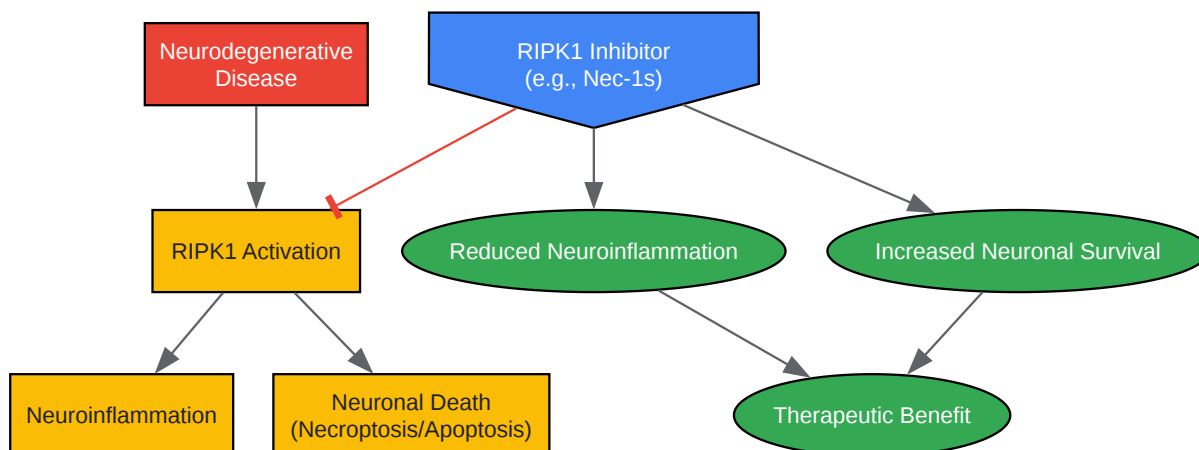 Neurodegenerative
Disease
RIPK1 Inhibitor
(e.g., Nec-1s)
RIPK1 Activation
Reduced Neuroinflammation
Increased Neuronal Survival
Neuroinflammation
Neuronal Death
(Necroptosis/Apoptosis)
Therapeutic Benefit